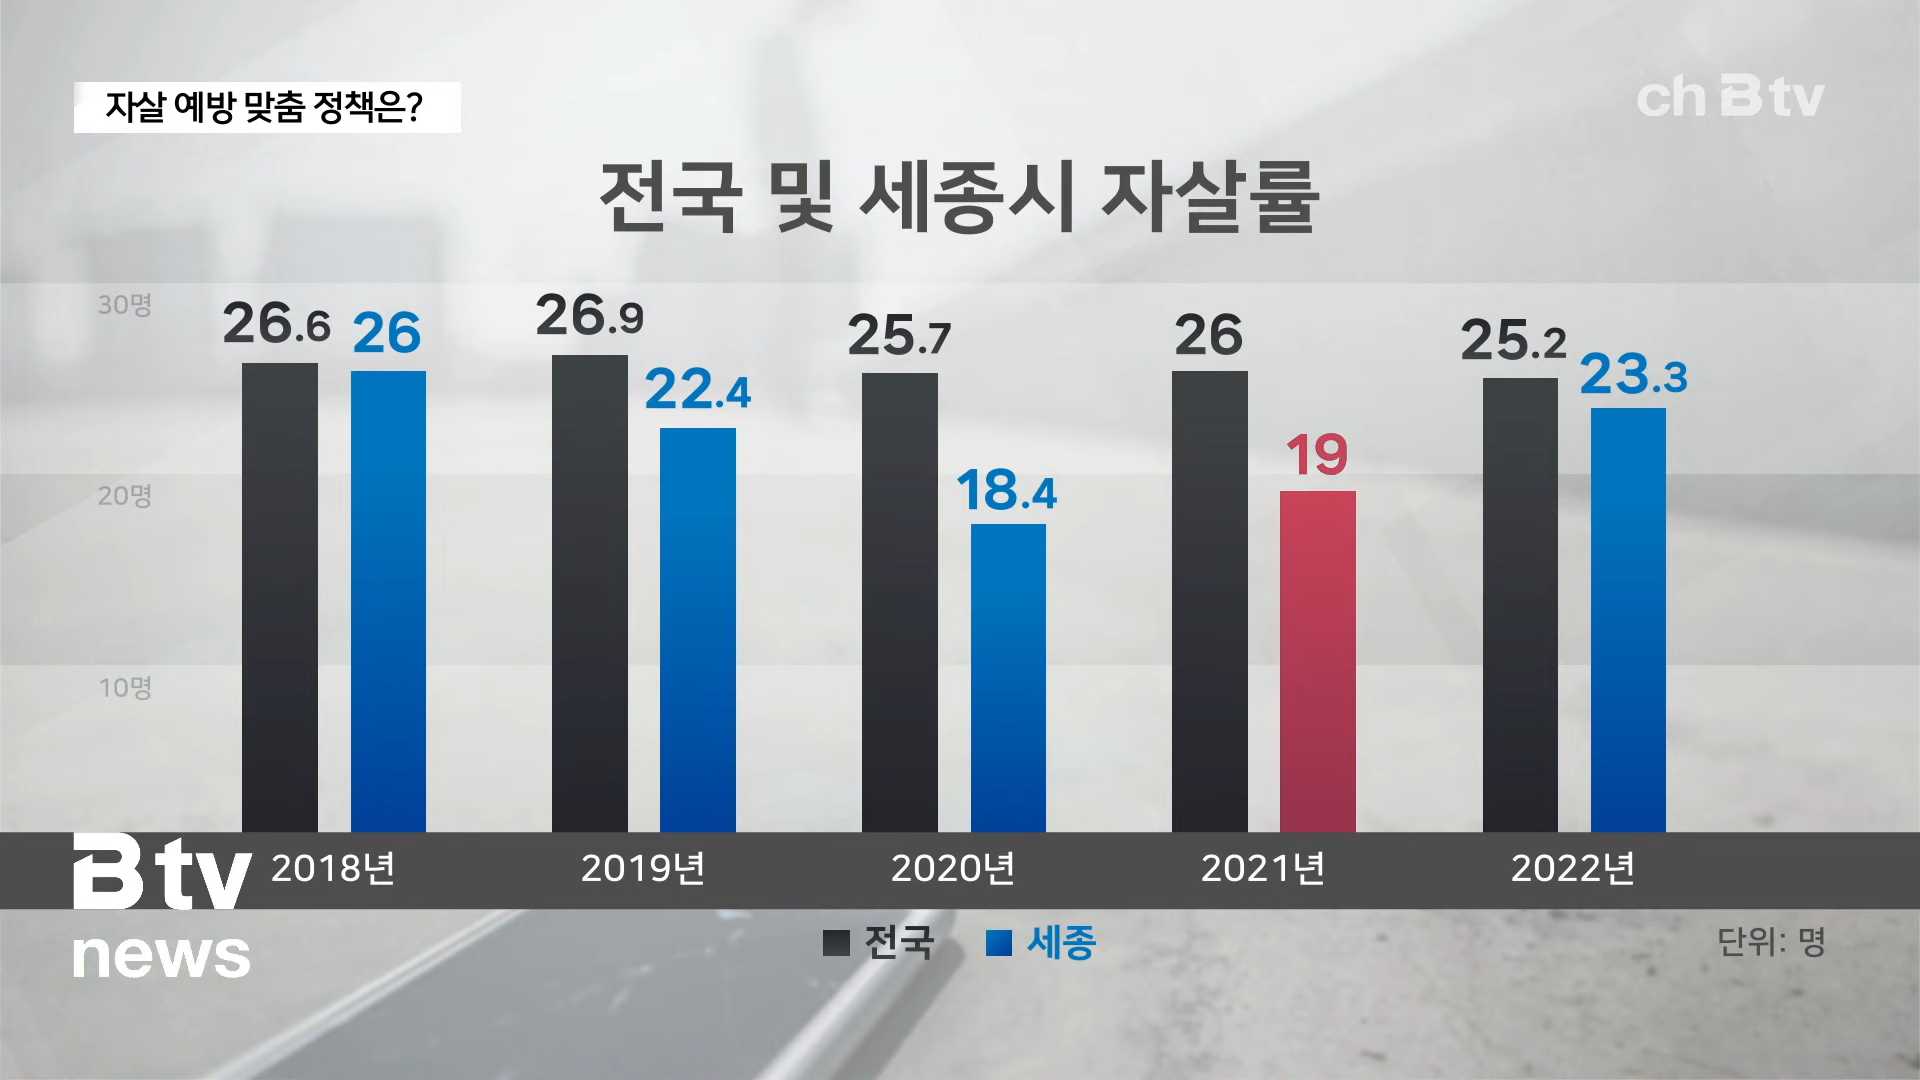 자살 예방 맞춤 정책은?
ch B tv
전국 및 세종시 자살률
30명
20명
10명
26.6
26
26.9
22.4
25.7
18.4
26
19
25.2
23.3
B tv
news
2018년
2019년
2020년
2021년
2022년
전국
세종
단위: 명